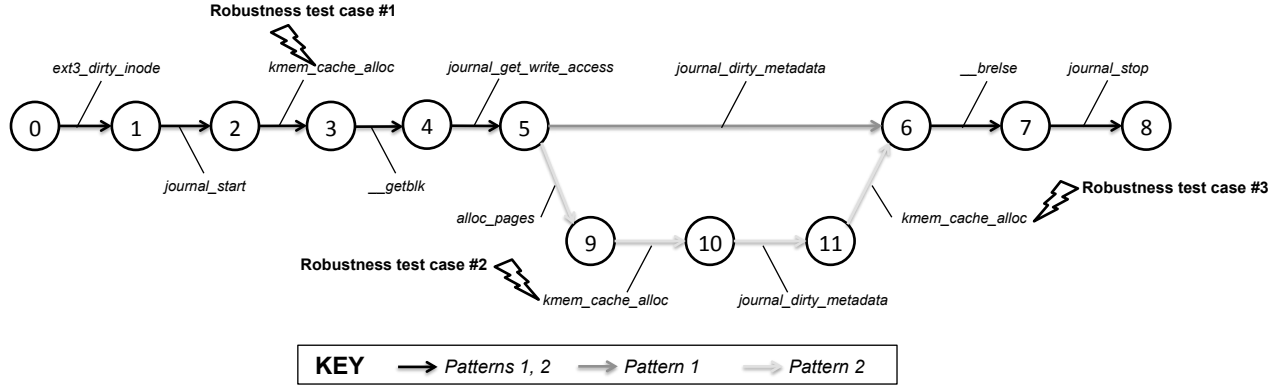 Robustness test case #1
ext3_dirty_inode
kmem_cache_alloc
journal_get_write_access
journal_dirty_metadata
__brelse
journal_stop
0
1
2
3
4
5
6
7
8
journal_start
__getblk
Robustness test case #3
alloc_pages
kmem_cache_alloc
9
10
11
Robustness test case #2
kmem_cache_alloc
journal_dirty_metadata
KEY Patterns 1, 2 Pattern 1 Pattern 2